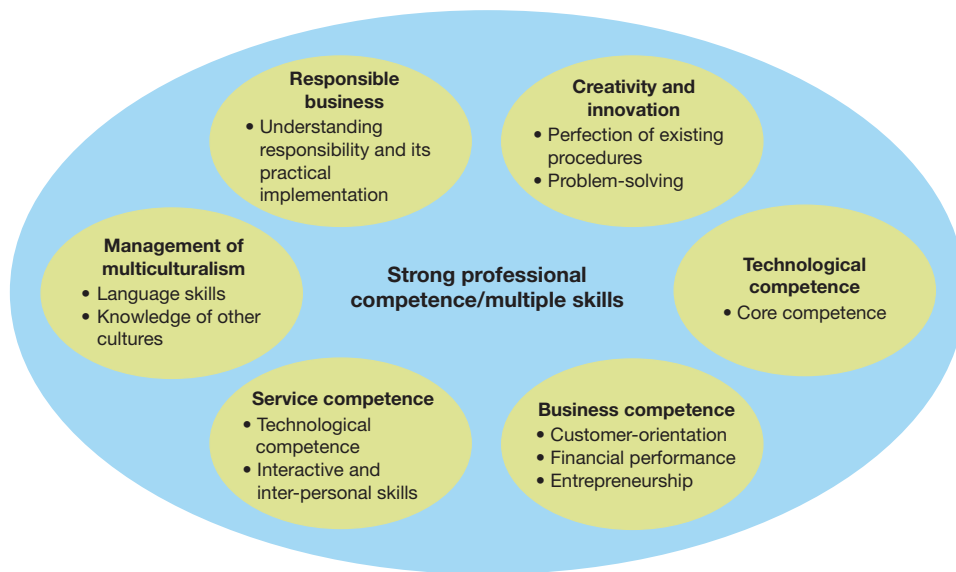 Responsible
business
• Understanding
responsibility and its
practical
implementation
Creativity and
innovation
• Perfection of existing
procedures
• Problem-solving
Management of
multiculturalism
• Language skills
• Knowledge of other
cultures
Strong professional
competence/multiple skills
Technological
competence
• Core competence
Service competence
• Technological
competence
• Interactive and
inter-personal skills
Business competence
• Customer-orientation
• Financial performance
• Entrepreneurship